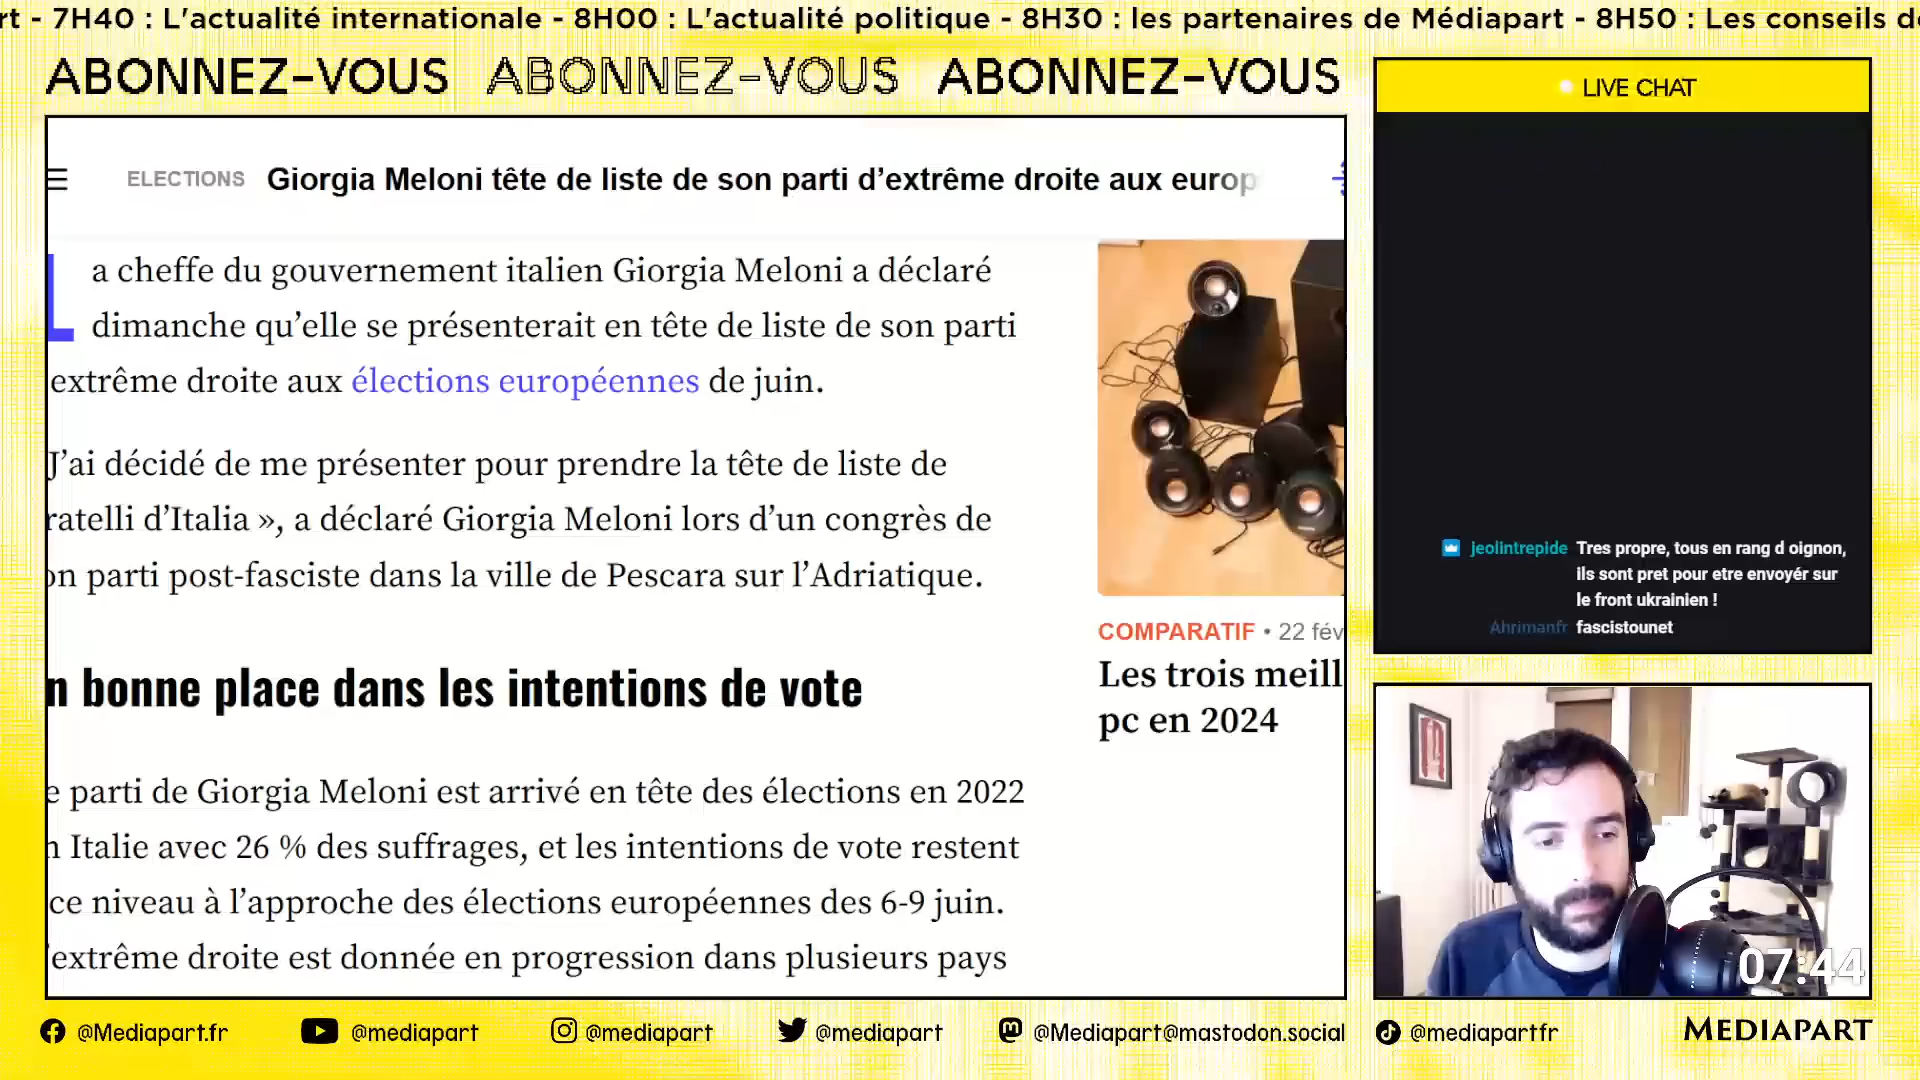 rt - 7H40 : L'actualité internationale - 8H00 : L'actualité politique - 8H30 : les partenaires de Médiapart - 8H50 : Les conseils d
ABONNEZ-VOUS ABONNEZ-VOUS ABONNEZ-VOUS
LIVE CHAT
ELECTIONS Giorgia Meloni tête de liste de son parti d’extrême droite aux europ
La cheffe du gouvernement italien Giorgia Meloni a déclaré
dimanche qu’elle se présenterait en tête de liste de son parti
extrême droite aux élections européennes de juin.
J’ai décidé de me présenter pour prendre la tête de liste de
ratelli d’Italia », a déclaré Giorgia Meloni lors d’un congrès de
on parti post-fasciste dans la ville de Pescara sur l’Adriatique.
n bonne place dans les intentions de vote
e parti de Giorgia Meloni est arrivé en tête des élections en 2022
n Italie avec 26 % des suffrages, et les intentions de vote restent
ce niveau à l’approche des élections européennes des 6-9 juin.
’extrême droite est donnée en progression dans plusieurs pays
COMPARATIF • 22 fév
Les trois meill
pc en 2024
jeolintrepide Tres propre, tous en rang d oignon,
ils sont pret pour etre envoyér sur
le front ukrainien !
Ahrimanfr fascistounet
07:44
@Mediapart.fr @mediapart @mediapart @mediapart @Mediapart@mastodon.social @mediapartfr MEDIAPART